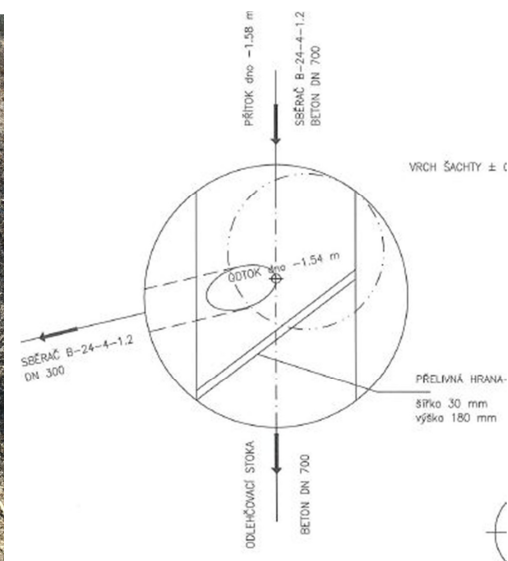 PŘÍTOK dno -1.58 m
SBĚRAČ B-24-4-1.2
BETON DN 700
VRCH ŠACHTY ±
ODTOK dno -1.54 m
SBĚRAČ B-24-4-1.2
DN 300
PŘELIVNÁ HRANA-
šířka 30 mm
výška 180 mm
ODLEHČOVACÍ STOKA
BETON DN 700